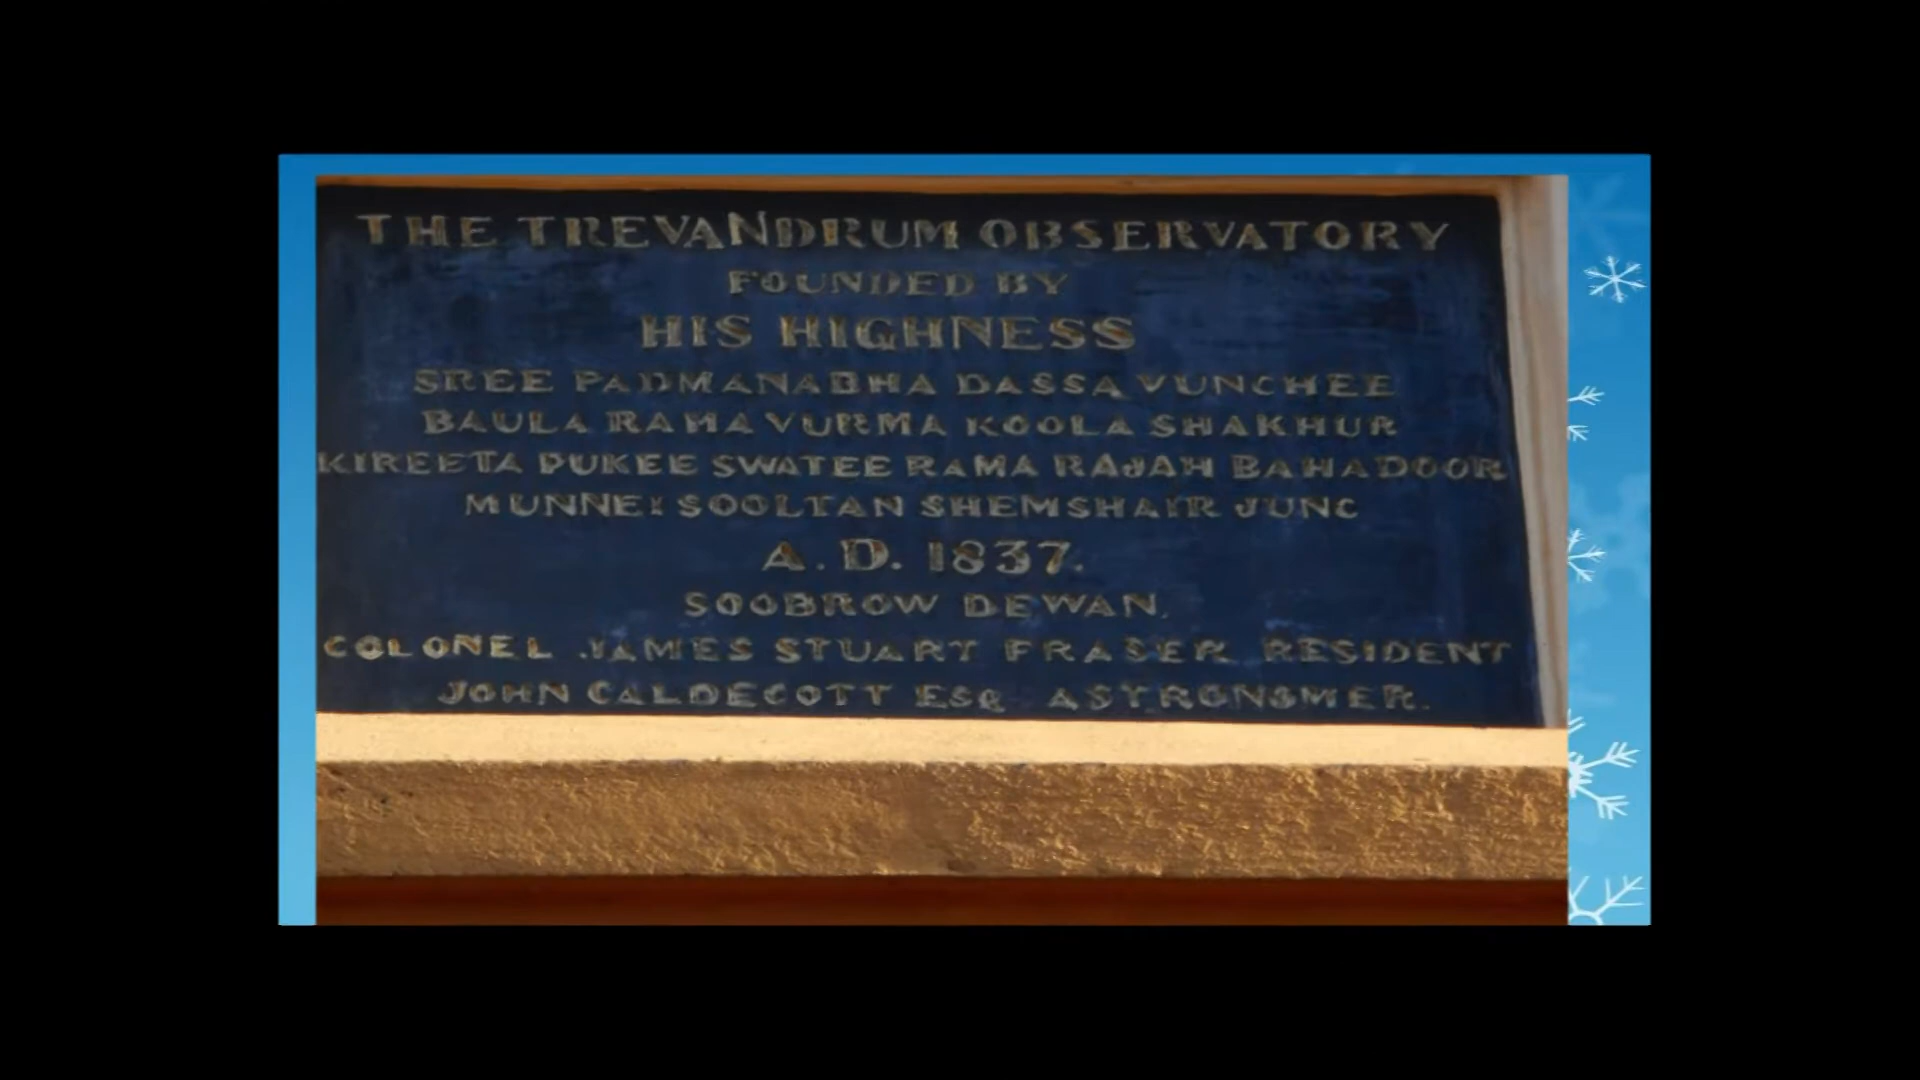 THE TREVANDRUM OBSERVATORY
FOUNDED BY
HIS HIGHNESS
SREE PADMANABHA DASSA VUNCHEE
BAULA RAMA VURMA KOOLA SHAKHUR
KIREETA PUKEE SWATEE RAMA RAJAH BAHADOOR
MUNNEI SOOLTAN SHEMSHAIR JUNC
A. D. 1837.
SOOBROW DEWAN.
COLONEL JAMES STUART FRASER RESIDENT
JOHN CALDECOTT ESQ ASTRONOMER.